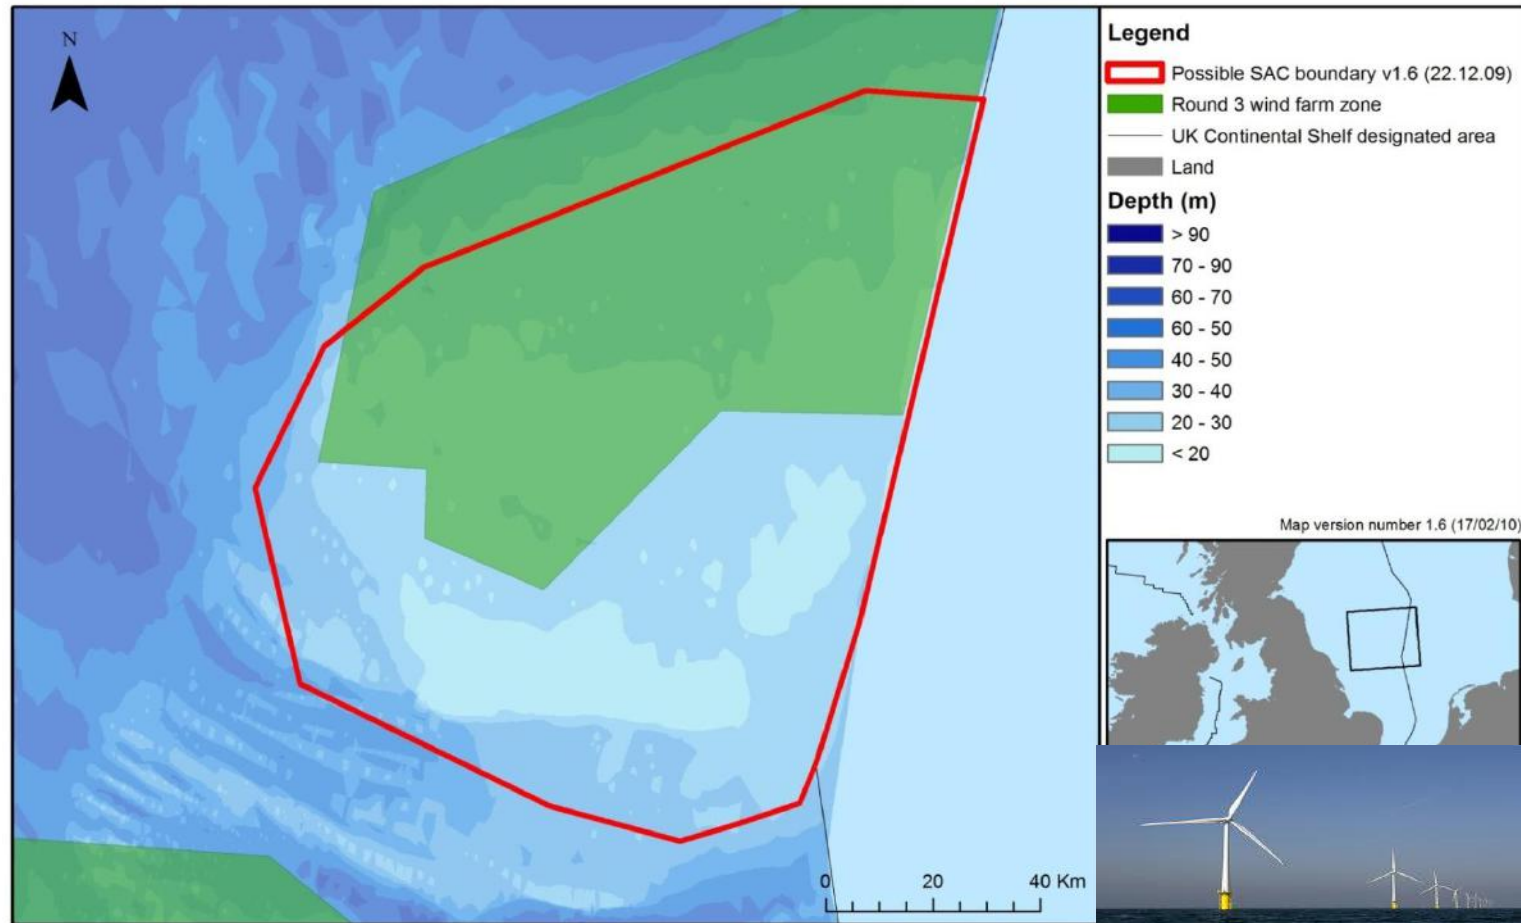 N
Legend
Possible SAC boundary v1.6 (22.12.09)
Round 3 wind farm zone
UK Continental Shelf designated area
Land
Depth (m)
> 90
70 - 90
60 - 70
60 - 50
40 - 50
30 - 40
20 - 30
< 20
Map version number 1.6 (17/02/10)
0 20 40 Km